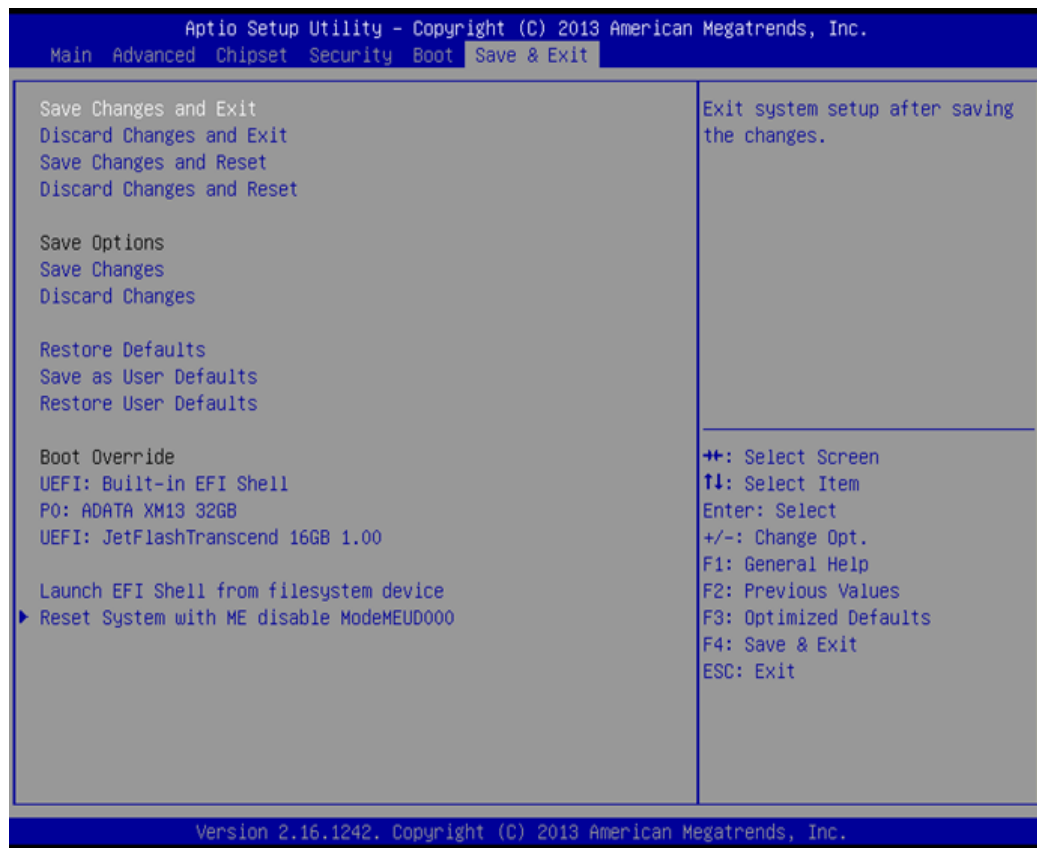 Aptio Setup Utility – Copyright (C) 2013 American Megatrends, Inc.
Main Advanced Chipset Security Boot Save & Exit
Save Changes and Exit
Discard Changes and Exit
Save Changes and Reset
Discard Changes and Reset
Save Options
Save Changes
Discard Changes
Restore Defaults
Save as User Defaults
Restore User Defaults
Boot Override
UEFI: Built-in EFI Shell
P0: ADATA XM13 32GB
UEFI: JetFlashTranscend 16GB 1.00
Launch EFI Shell from filesystem device
Reset System with ME disable ModeMEUD000
Exit system setup after saving
the changes.
→←: Select Screen
↑↓: Select Item
Enter: Select
+/-: Change Opt.
F1: General Help
F2: Previous Values
F3: Optimized Defaults
F4: Save & Exit
ESC: Exit
Version 2.16.1242. Copyright (C) 2013 American Megatrends, Inc.